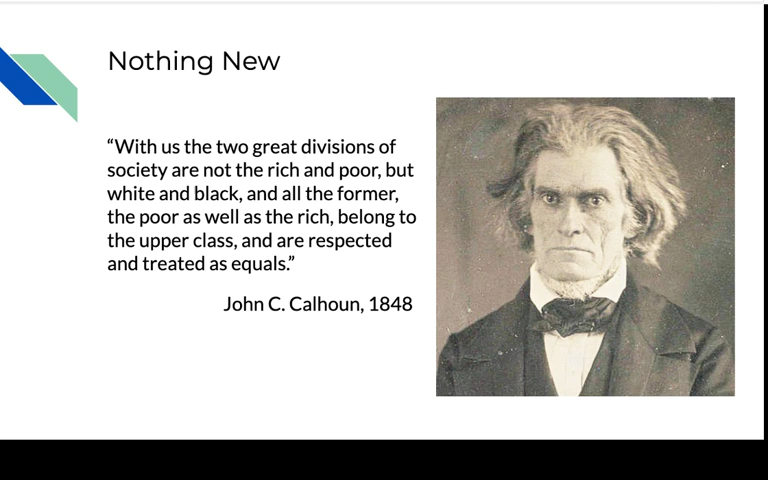 Nothing New
“With us the two great divisions of
society are not the rich and poor, but
white and black, and all the former,
the poor as well as the rich, belong to
the upper class, and are respected
and treated as equals.”
John C. Calhoun, 1848